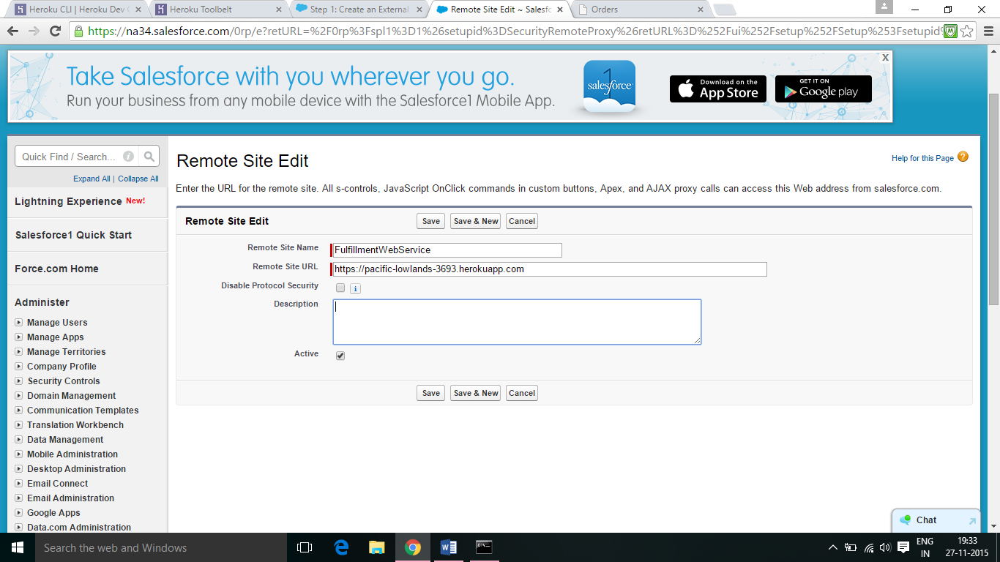 Heroku CLI | Heroku Dev C
Heroku Toolbelt
Step 1: Create an External
Remote Site Edit ~ Salesfo
Orders
https://na34.salesforce.com/0rp/e?retURL=%2F0rp%3Fspl1%3D1%26setupid%3DSecurityRemoteProxy%26retURL%3D%252Fui%252Fsetup%252FSetup%253Fsetupid%
Take Salesforce with you wherever you go.
Run your business from any mobile device with the Salesforce1 Mobile App.
1
salesforce
Download on the
App Store
GET IT ON
Google play
X
Quick Find / Search...
Expand All | Collapse All
Lightning Experience New!
Salesforce1 Quick Start
Force.com Home
Administer
Manage Users
Manage Apps
Manage Territories
Company Profile
Security Controls
Domain Management
Communication Templates
Translation Workbench
Data Management
Mobile Administration
Desktop Administration
Email Connect
Email Administration
Google Apps
Data.com Administration
Remote Site Edit
Help for this Page ?
Enter the URL for the remote site. All s-controls, JavaScript OnClick commands in custom buttons, Apex, and AJAX proxy calls can access this Web address from salesforce.com.
Remote Site Edit Save Save & New Cancel
Remote Site Name FulfillmentWebService
Remote Site URL https://pacific-lowlands-3693.herokuapp.com
Disable Protocol Security i
Description
Active
Save Save & New Cancel
Chat
Search the web and Windows
ENG
IN
19:33
27-11-2015